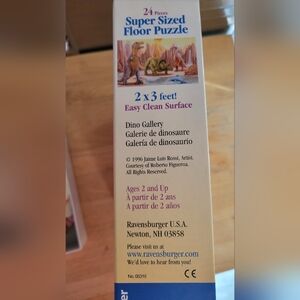 24 Pieces
Super Sized
Floor Puzzle
2 x 3 feet!
Easy Clean Surface
Dino Gallery
Galerie de dinosaure
Galería de dinosaurio
© 1996 Jaime Luis Rossi, Artist.
Courtesy of Roberto Figueroa.
All Rights Reserved.
Ages 2 and Up
À partir de 2 ans
A partir de 2 años
Ravensburger U.S.A.
Newton, NH 03858
Please visit us at
www.ravensburger.com
We'd love to hear from you!
CE